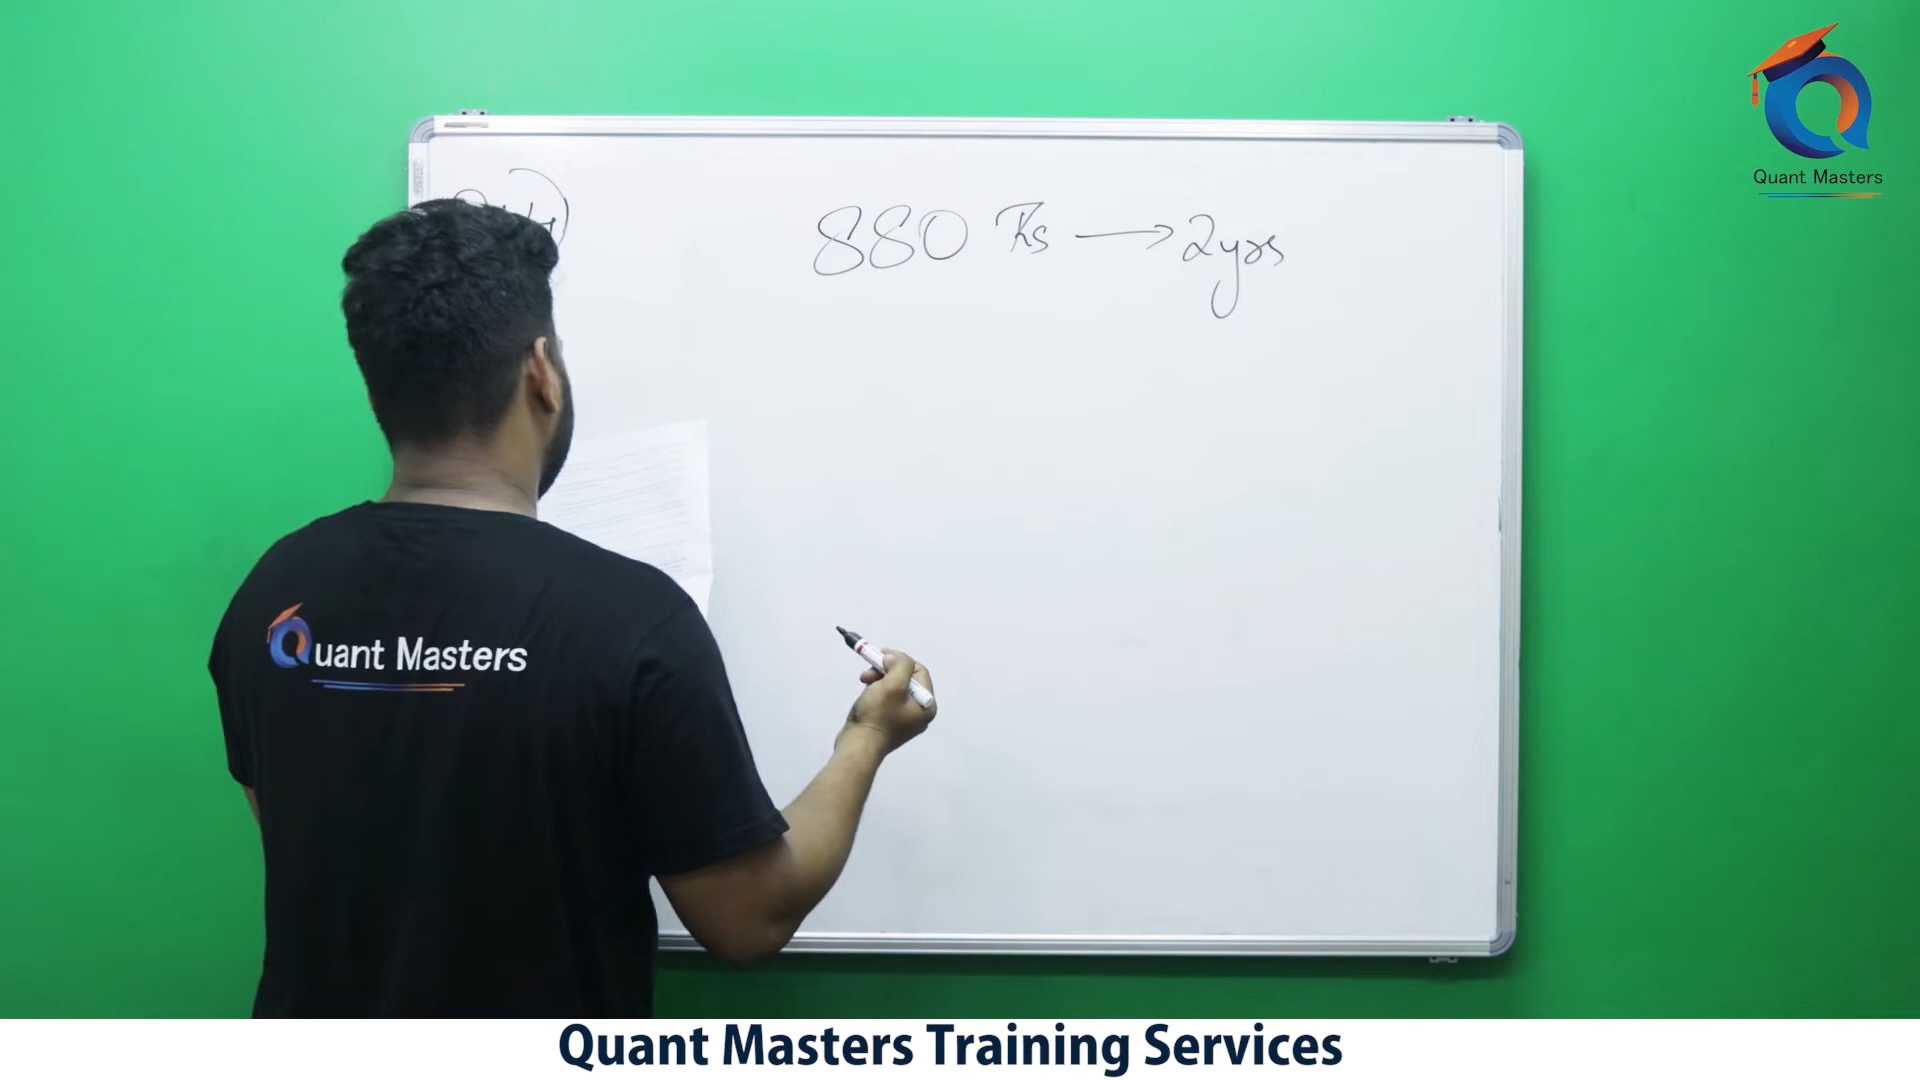 880 Rs → 2yrs
Quant Masters
Quant Masters
Quant Masters Training Services